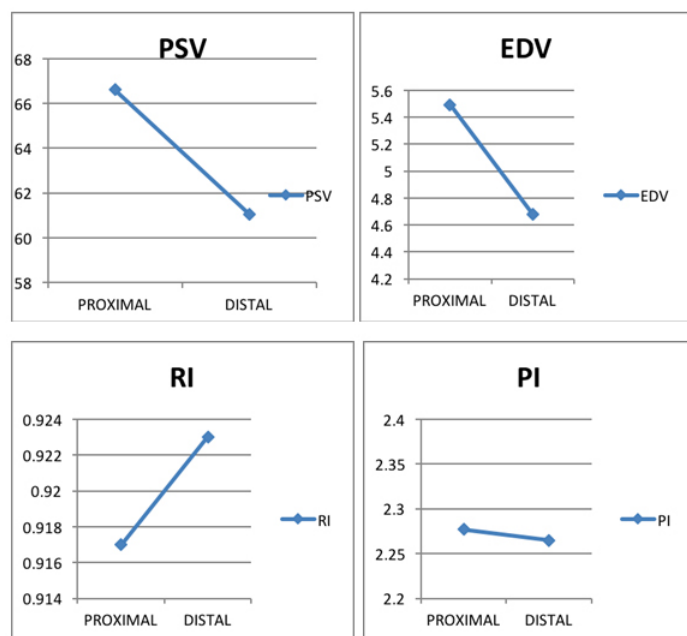 PSV
68
66
64
62
60
58
PROXIMAL DISTAL
PSV
EDV
5.6
5.4
5.2
5
4.8
4.6
4.4
4.2
PROXIMAL DISTAL
EDV
RI
0.924
0.922
0.92
0.918
0.916
0.914
PROXIMAL DISTAL
RI
PI
2.4
2.35
2.3
2.25
2.2
PROXIMAL DISTAL
PI